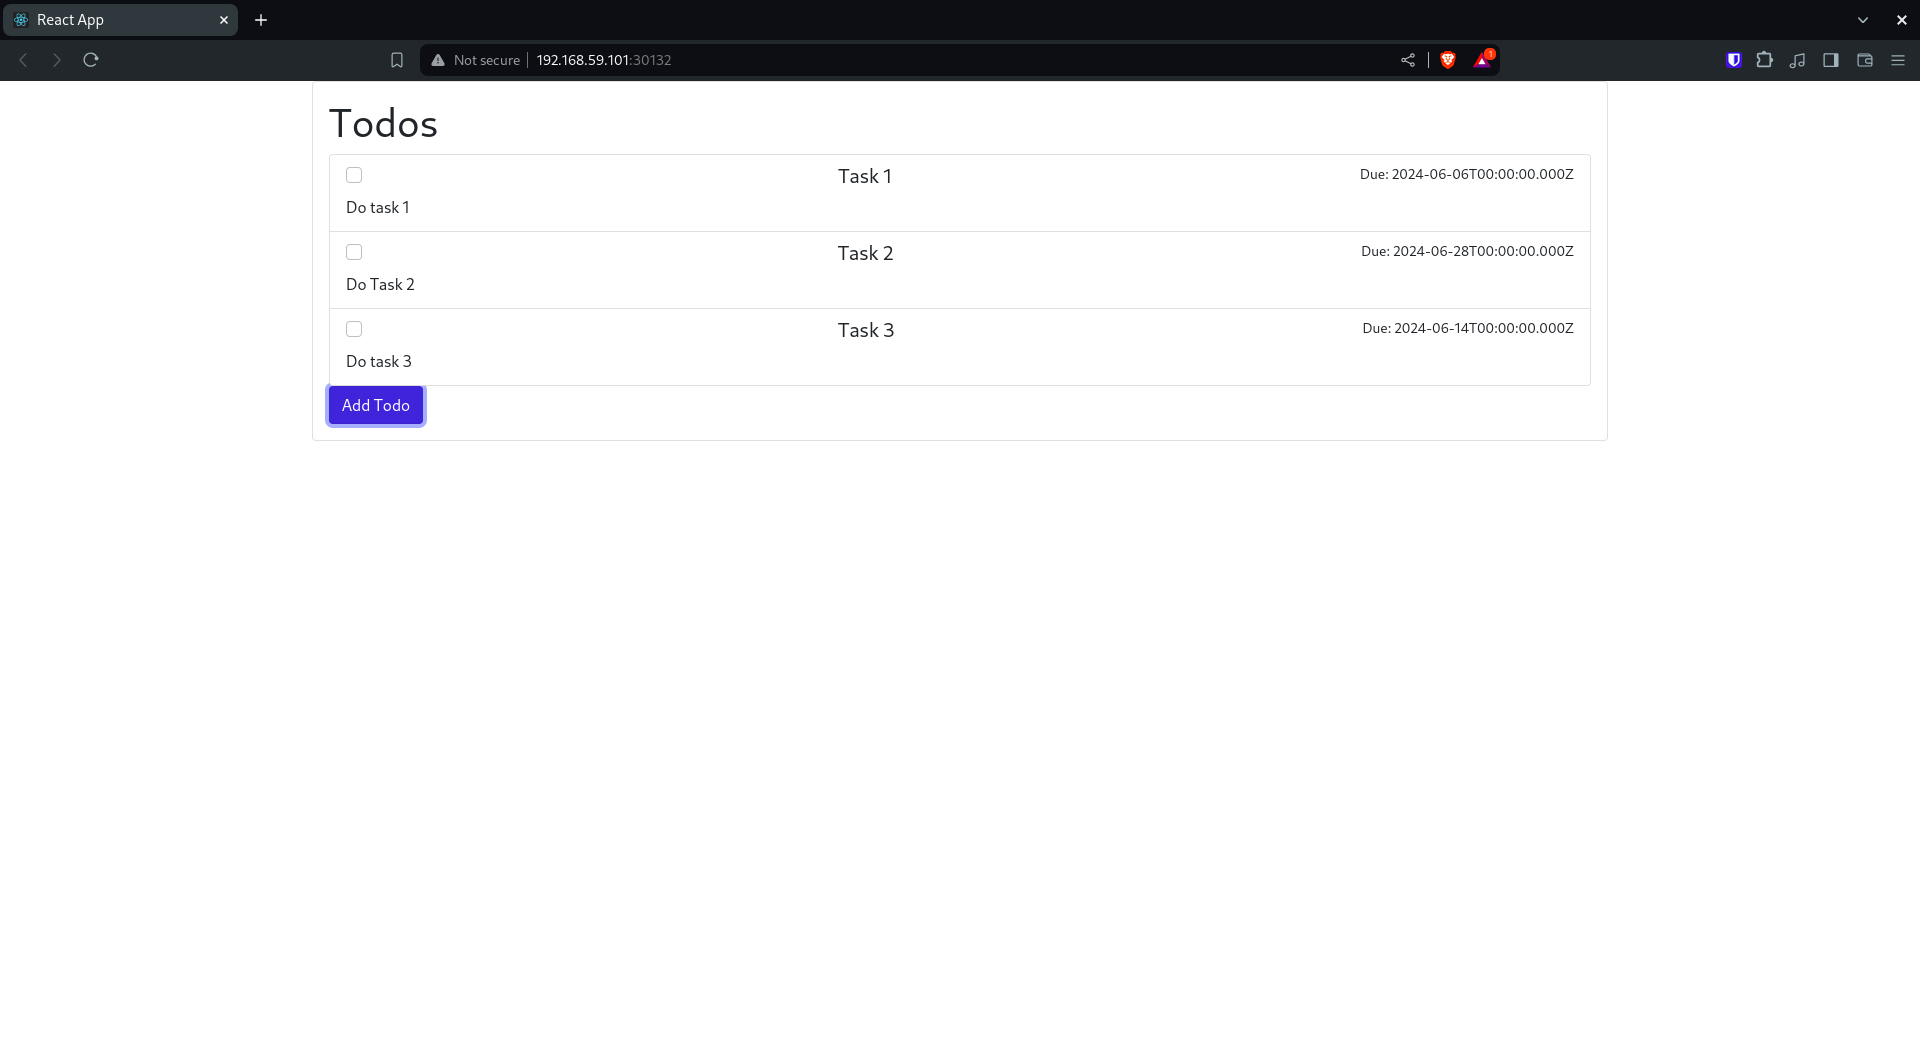 React App
Not secure 192.168.59.101:30132
1
Todos
Task 1 Due: 2024-06-06T00:00:00.000Z
Do task 1
Task 2 Due: 2024-06-28T00:00:00.000Z
Do Task 2
Task 3 Due: 2024-06-14T00:00:00.000Z
Do task 3
Add Todo